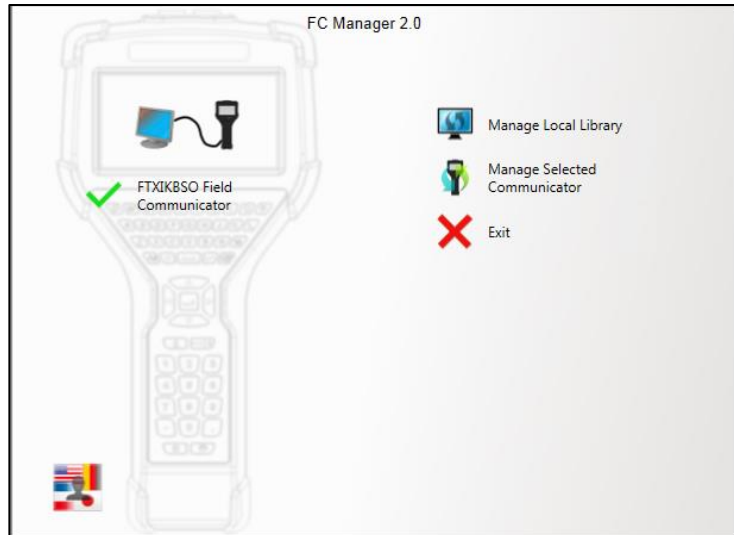 FC Manager 2.0
FTXIKBSO Field
Communicator
Manage Local Library
Manage Selected
Communicator
Exit